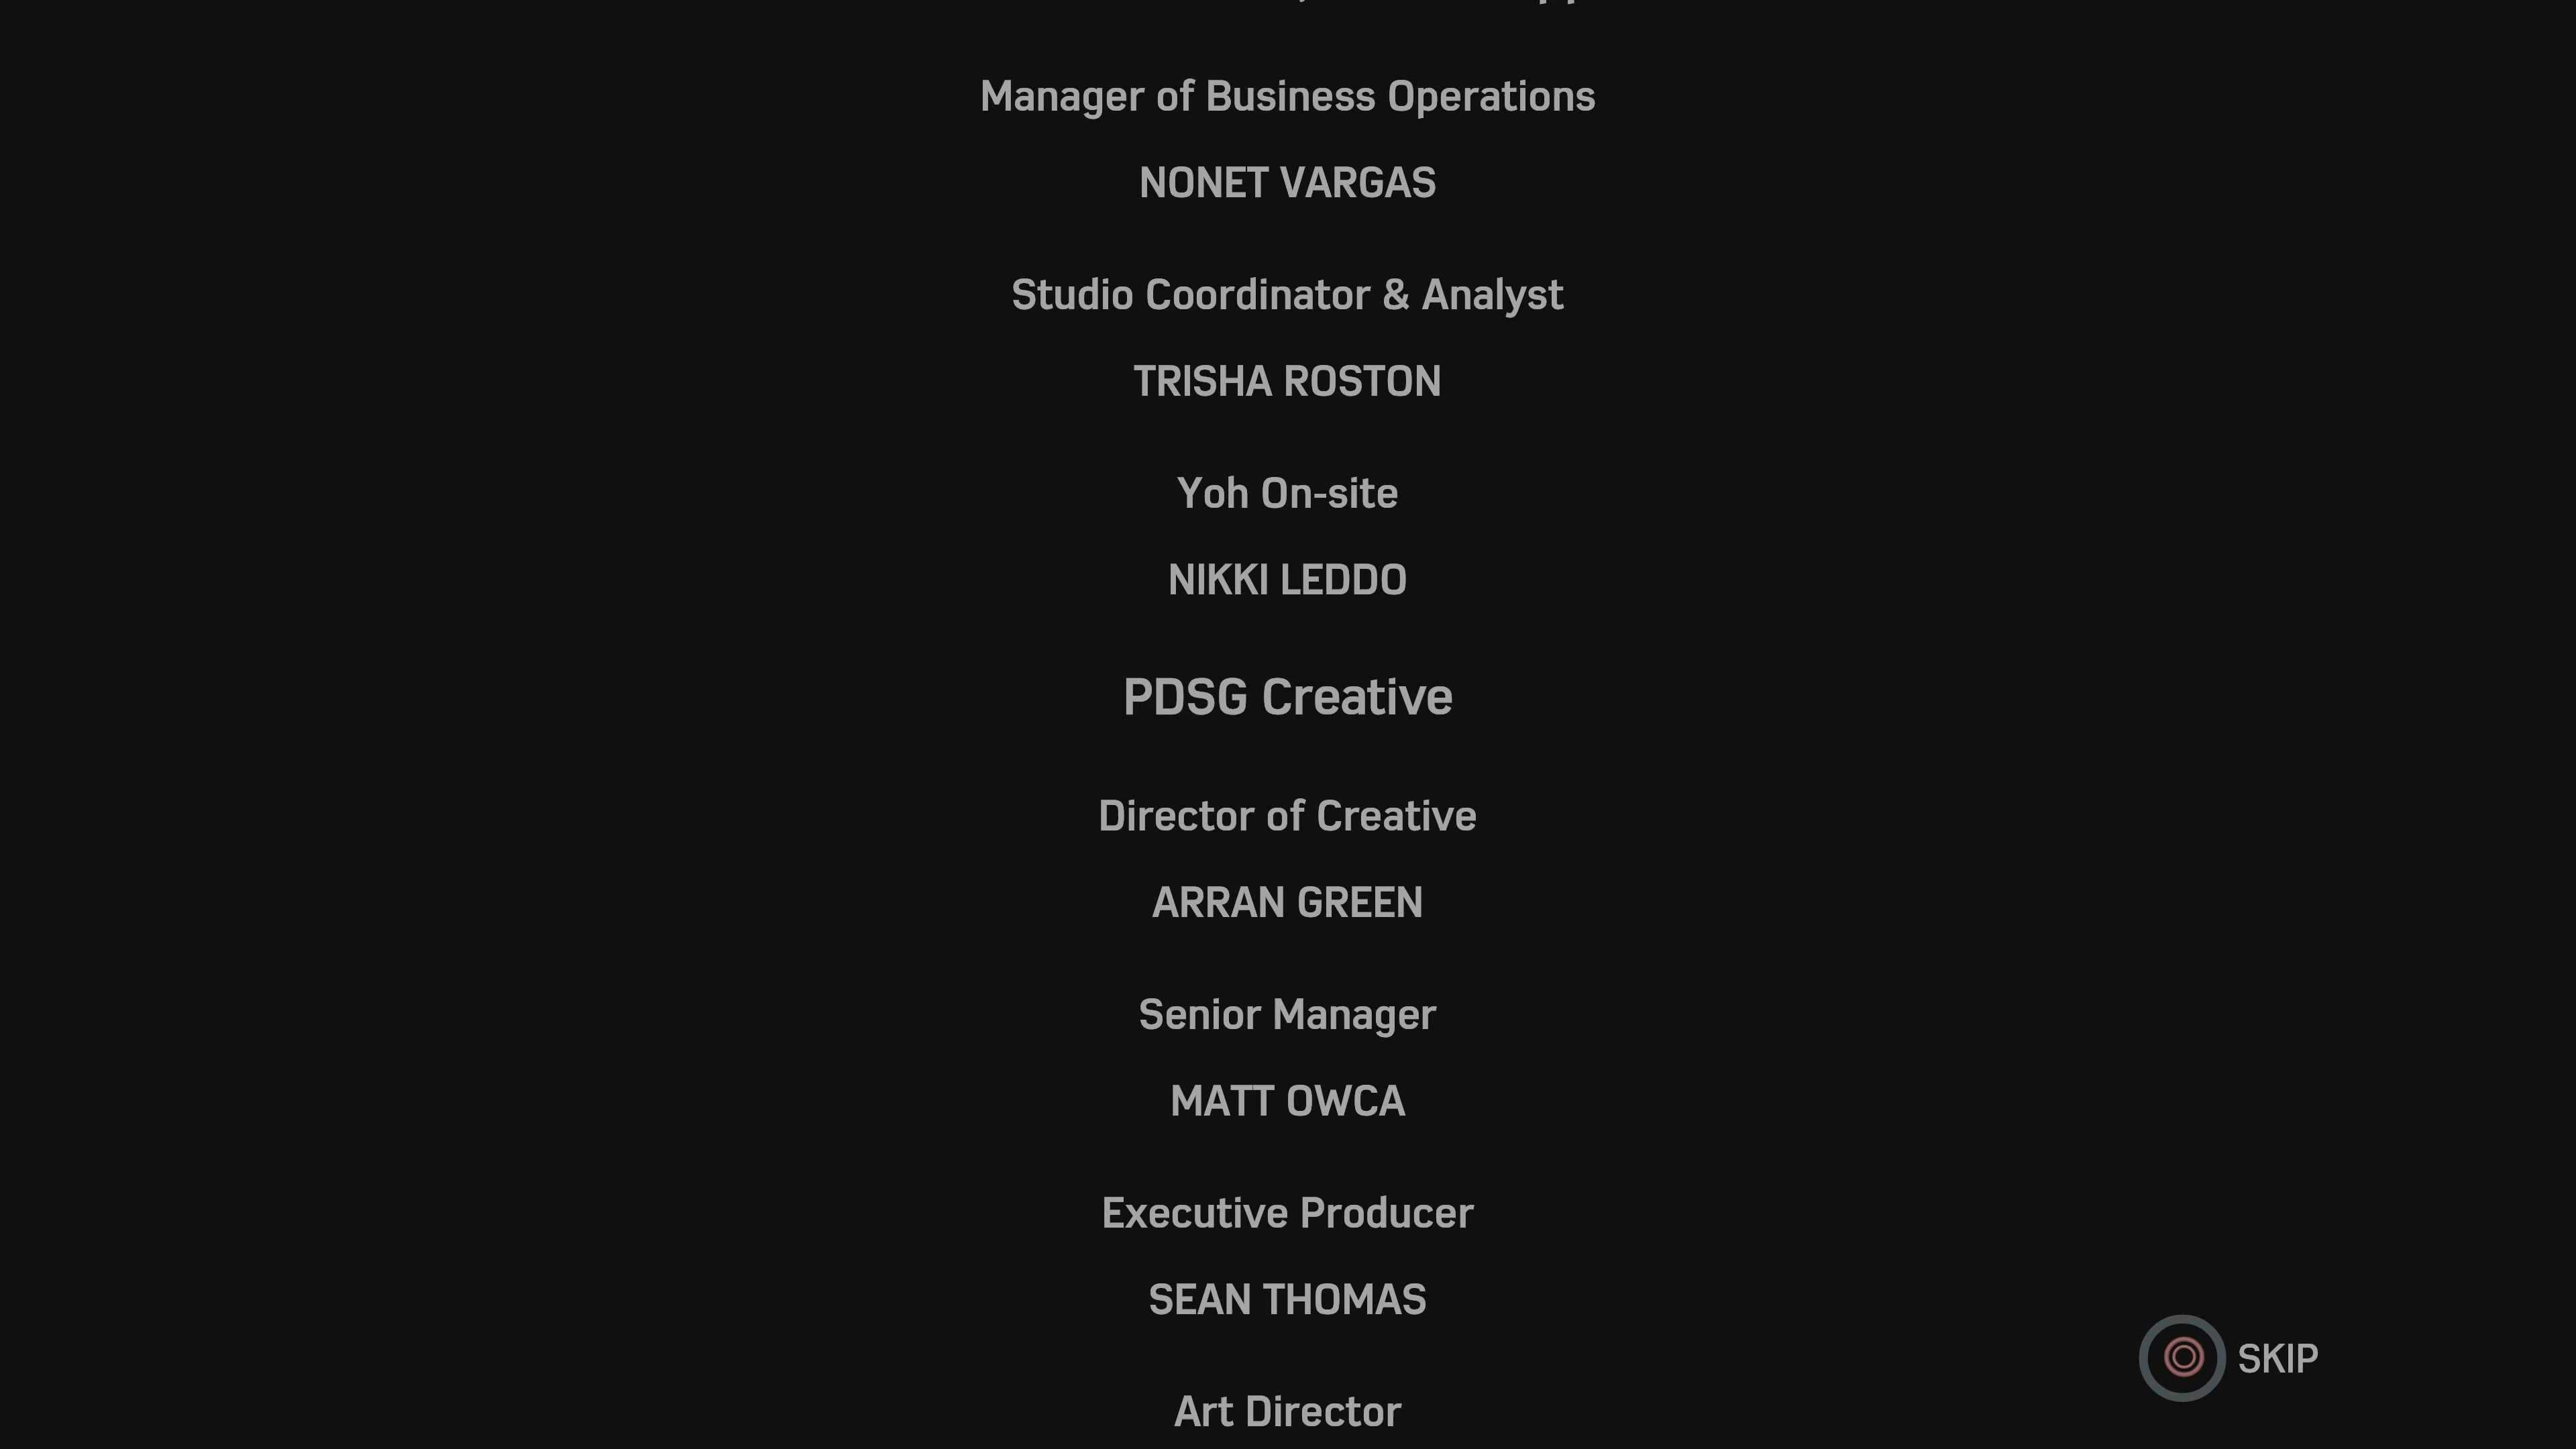 Manager of Business Operations
NONET VARGAS
Studio Coordinator & Analyst
TRISHA ROSTON
Yoh On-site
NIKKI LEDDO
PDSG Creative
Director of Creative
ARRAN GREEN
Senior Manager
MATT OWCA
Executive Producer
SEAN THOMAS
SKIP
Art Director